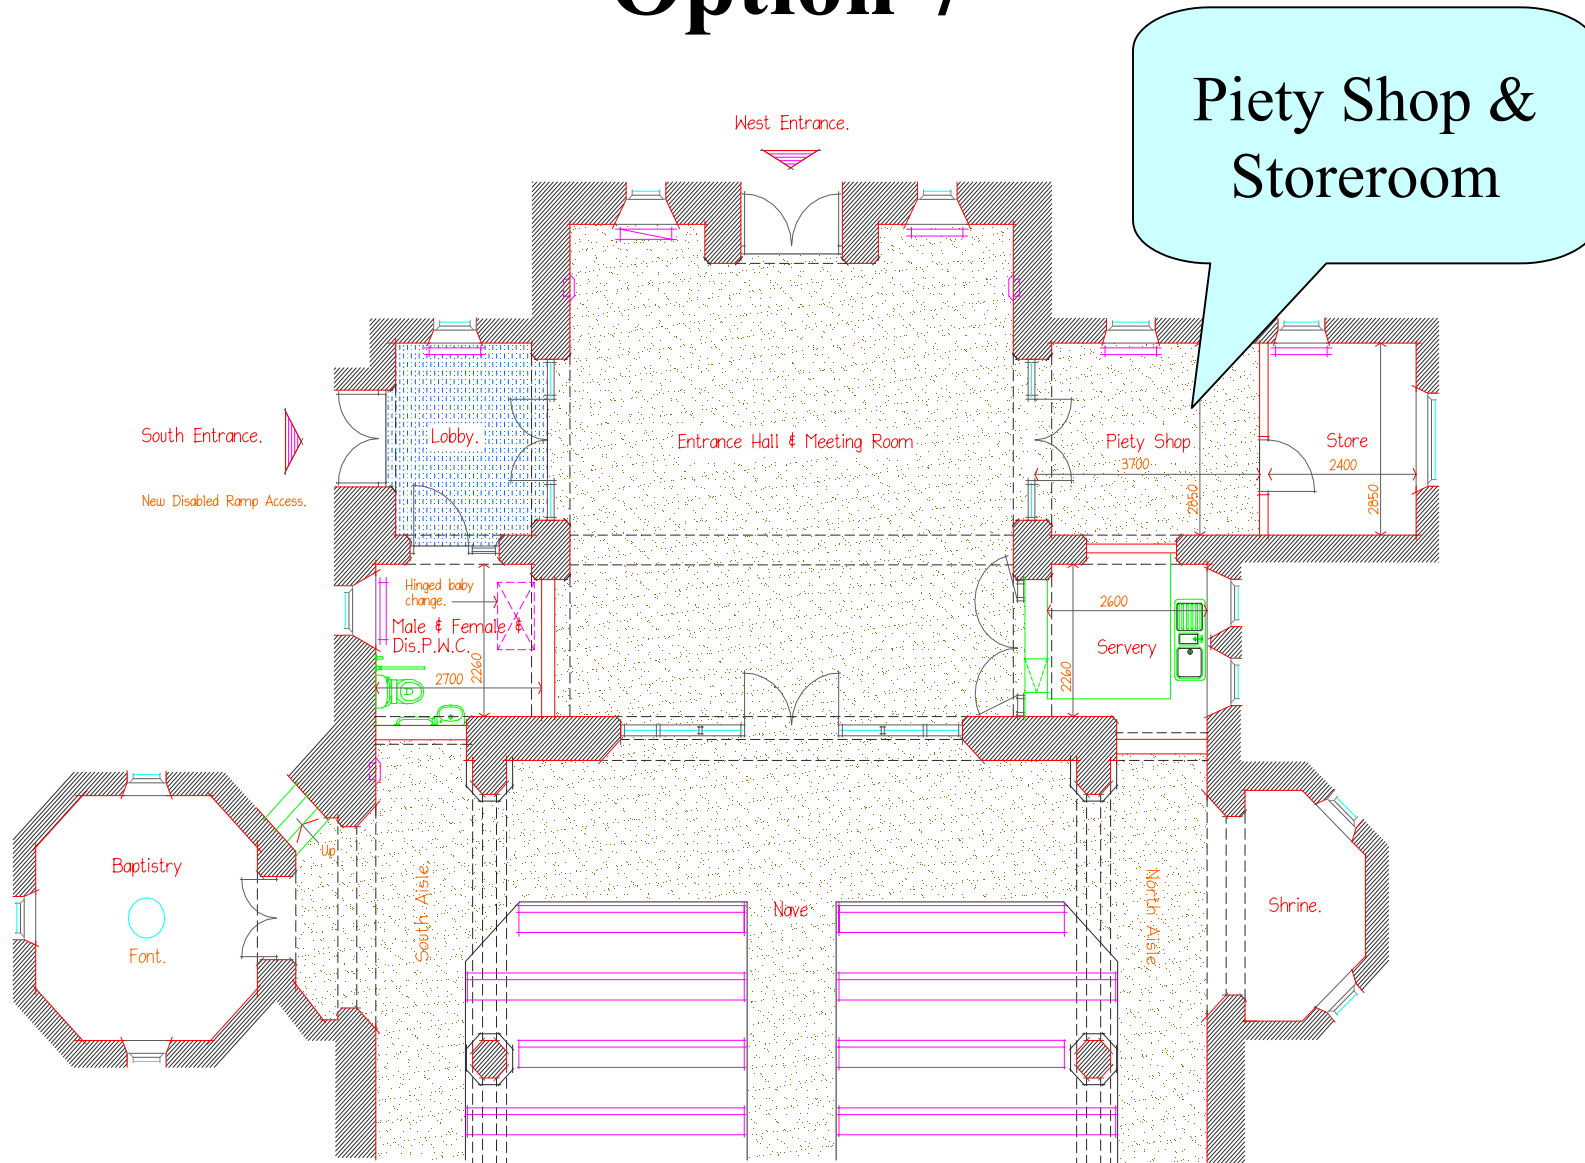 Option 7
Piety Shop &
Storeroom
West Entrance.
South Entrance.
New Disabled Ramp Access.
Lobby.
Entrance Hall & Meeting Room
Piety Shop
3700
2850
Store
2400
2850
Hinged baby
change.
Male & Female &
Dis.P.W.C.
2260
2700
2600
Servery
2260
Up
Baptistry
Font.
South Aisle.
Nave
North Aisle.
Shrine.